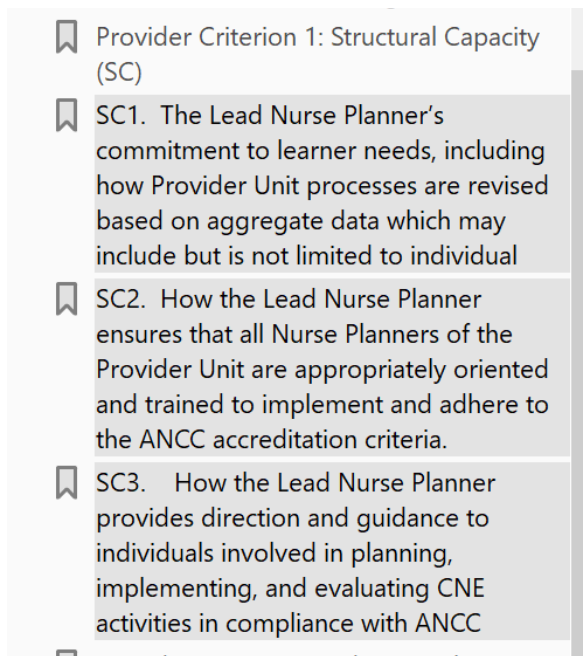 Provider Criterion 1: Structural Capacity
(SC)
SC1.  The Lead Nurse Planner’s
commitment to learner needs, including
how Provider Unit processes are revised
based on aggregate data which may
include but is not limited to individual
SC2.  How the Lead Nurse Planner
ensures that all Nurse Planners of the
Provider Unit are appropriately oriented
and trained to implement and adhere to
the ANCC accreditation criteria.
SC3.    How the Lead Nurse Planner
provides direction and guidance to
individuals involved in planning,
implementing, and evaluating CNE
activities in compliance with ANCC